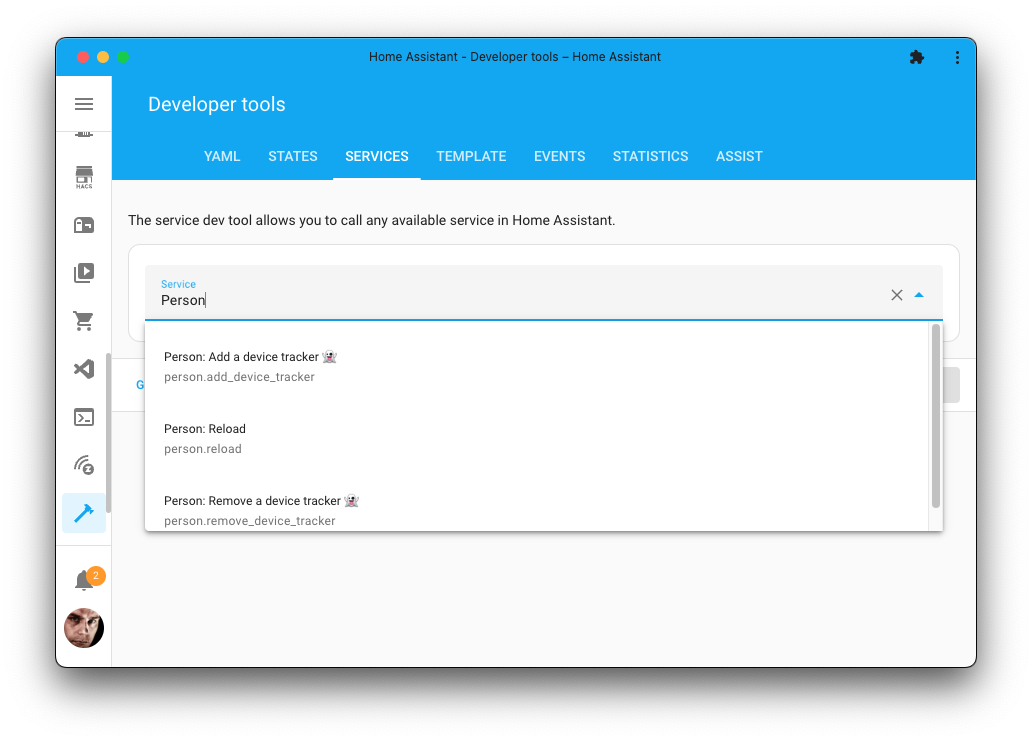 Home Assistant - Developer tools – Home Assistant
Developer tools
YAML STATES SERVICES TEMPLATE EVENTS STATISTICS ASSIST
HACS
The service dev tool allows you to call any available service in Home Assistant.
Service
Person
Person: Add a device tracker 👻
person.add_device_tracker
G
Person: Reload
person.reload
Person: Remove a device tracker 👻
person.remove_device_tracker
2